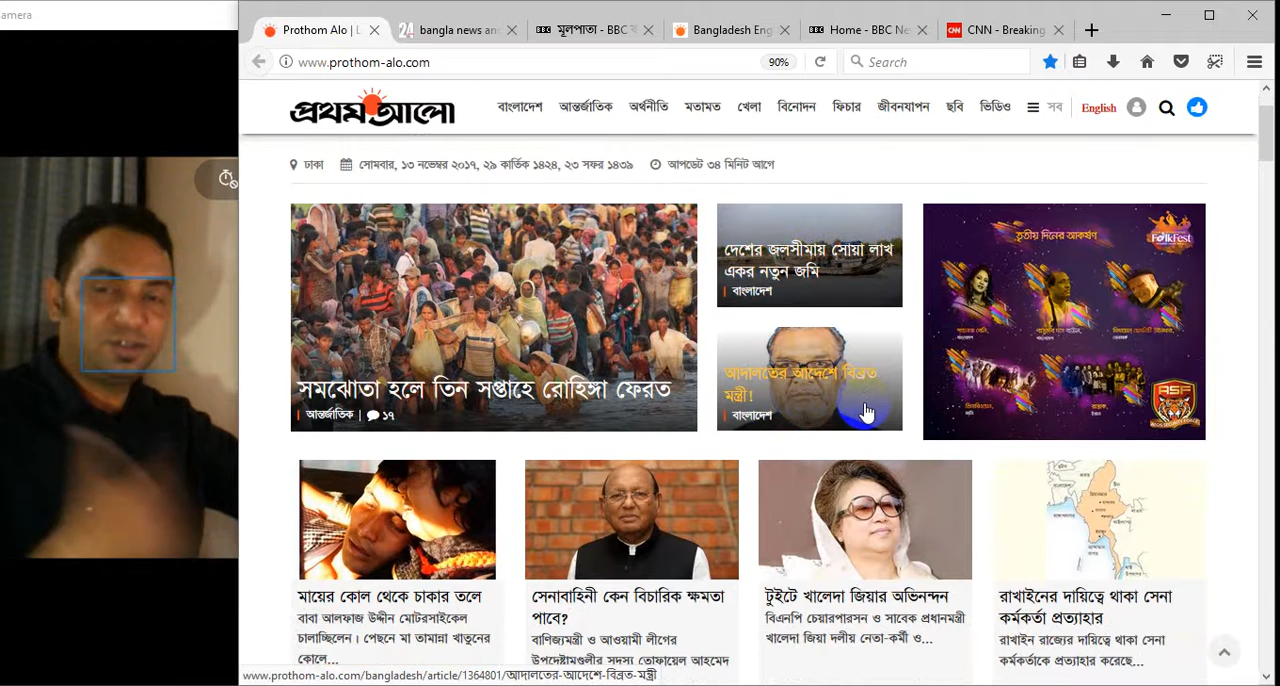 amera
Prothom Alo | L
bangla news and
মূলপাতা - BBC ব
Bangladesh Eng
Home - BBC Ne
CNN - Breaking
www.prothom-alo.com
90%
Search
প্রথম আলো
বাংলাদেশ আন্তর্জাতিক অর্থনীতি মতামত খেলা বিনোদন ফিচার জীবনযাপন ছবি ভিডিও সব English
ঢাকা সোমবার, ১৩ নভেম্বর ২০১৭, ২৯ কার্তিক ১৪২৪, ২৩ সফর ১৪৩৯ আপডেট ৩৪ মিনিট আগে
সমঝোতা হলে তিন সপ্তাহে রোহিঙ্গা ফেরত
আন্তর্জাতিক | ১৭
দেশের জলসীমায় সোয়া লাখ
একর নতুন জমি
বাংলাদেশ
আদালতের আদেশে বিব্রত
মন্ত্রী!
বাংলাদেশ
তৃতীয় দিনের আকর্ষণ
FolkFest
RSF
মায়ের কোল থেকে চাকার তলে
বাবা আলফাজ উদ্দীন মোটরসাইকেল
চালাচ্ছিলেন। পেছনে মা তামান্না খাতুনের
কোলে...
সেনাবাহিনী কেন বিচারিক ক্ষমতা
পাবে?
বাণিজ্যমন্ত্রী ও আওয়ামী লীগের
উপদেষ্টামণ্ডলীর সদস্য তোফায়েল আহমেদ
টুইটে খালেদা জিয়ার অভিনন্দন
বিএনপি চেয়ারপারসন ও সাবেক প্রধানমন্ত্রী
খালেদা জিয়া দলীয় নেতা-কর্মী ও...
রাখাইনের দায়িত্বে থাকা সেনা
কর্মকর্তা প্রত্যাহার
রাখাইন রাজ্যের দায়িত্বে থাকা সেনা
কর্মকর্তাকে প্রত্যাহার করেছে...
www.prothom-alo.com/bangladesh/article/1364801/আদালতের-আদেশে-বিব্রত-মন্ত্রী